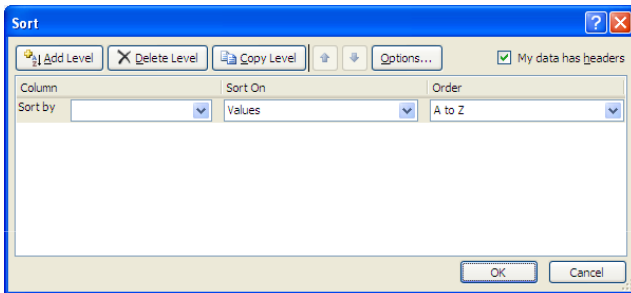 Sort
Add Level Delete Level Copy Level Options... My data has headers
Column Sort On Order
Sort by Values A to Z
OK Cancel